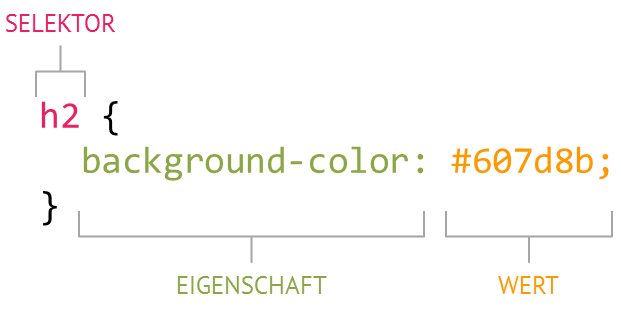 SELEKTOR
h2 {
background-color: #607d8b;
}
EIGENSCHAFT WERT